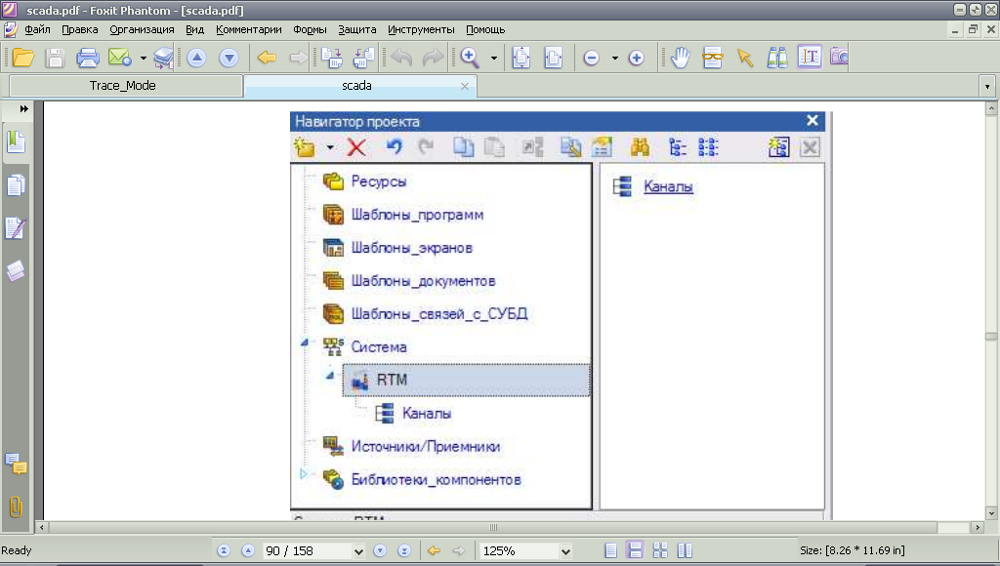 scada.pdf - Foxit Phantom - [scada.pdf]
Файл Правка Организация Вид Комментарии Формы Защита Инструменты Помощь
Trace_Mode scada
Навигатор проекта
Ресурсы
Каналы
Шаблоны_программ
Шаблоны_экранов
Шаблоны_документов
Шаблоны_связей_с_СУБД
Система
RTM
Каналы
Источники/Приемники
Библиотеки_компонентов
Ready 90 / 158 125% Size: [8.26 * 11.69 in]